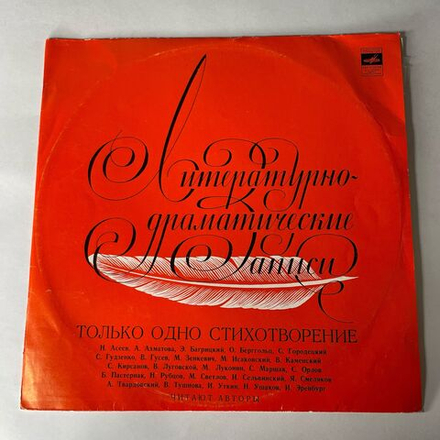 Литературно-
драматические
записи
ТОЛЬКО ОДНО СТИХОТВОРЕНИЕ
Н. Асеев, А. Ахматова, Э. Багрицкий, О. Берггольц, С. Городецкий
С. Гудзенко, В. Гусев, М. Зенкевич, М. Исаковский, В. Каменский
С. Кирсанов, В. Луговской, М. Луконин, С. Маршак, С. Орлов
Б. Пастернак, Н. Рубцов, М. Светлов, И. Сельвинский, Я. Смеляков
А. Твардовский, В. Тушнова, И. Уткин, Н. Ушаков, И. Эренбург
ЧИТАЮТ АВТОРЫ